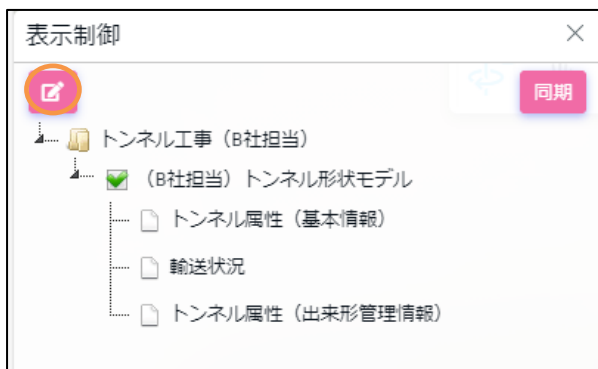 表示制御
同期
トンネル工事（B社担当）
（B社担当）トンネル形状モデル
トンネル属性（基本情報）
輸送状況
トンネル属性（出来形管理情報）